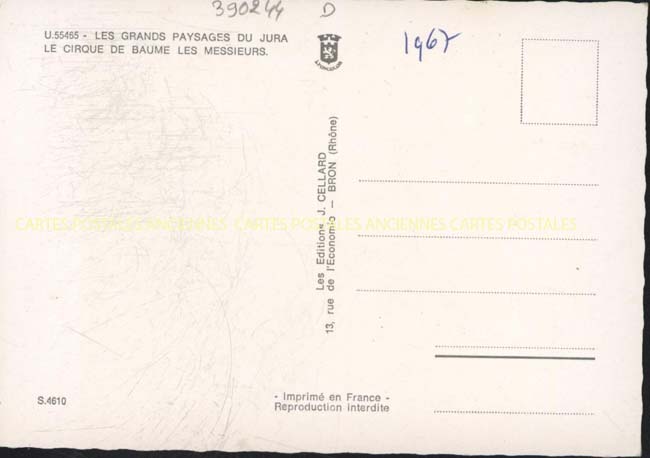 390244 D
U.55465 - LES GRANDS PAYSAGES DU JURA
LE CIRQUE DE BAUME LES MESSIEURS.
1967
Les Editions J. CELLARD
13, rue de l'Economie — BRON (Rhône)
CARTES POSTALES ANCIENNES CARTES POSTALES ANCIENNES CARTES POSTALES
S.4610
- Imprimé en France -
Reproduction interdite